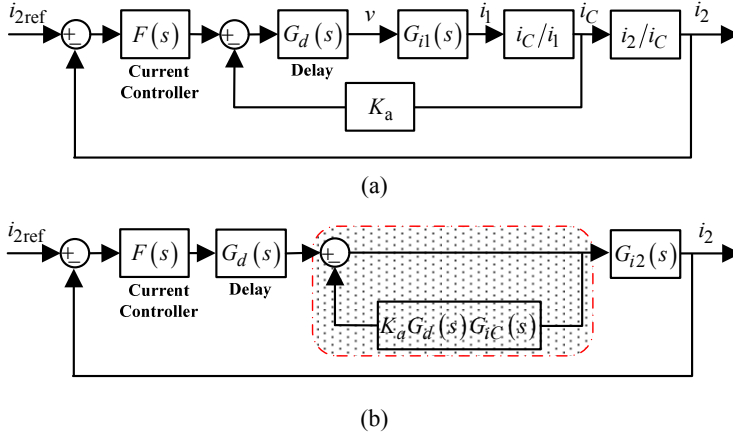 i2ref +− F(s) +− Gd(s) v Gi1(s) i1 iC/i1 iC i2/iC i2
Current Controller
Delay
Ka
(a)
i2ref +− F(s) Gd(s) +− Gi2(s) i2
Current Controller
Delay
KaGd(s)GiC(s)
(b)